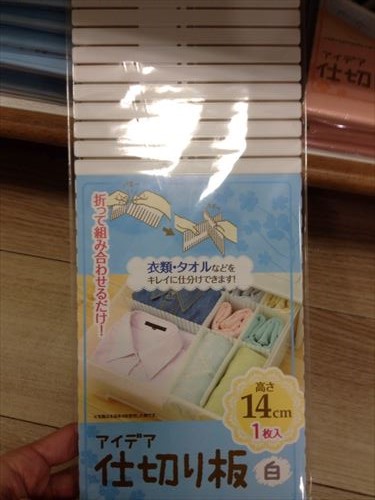 アイデア
仕切
折って組み合わせるだけ!
衣類・タオルなどを
キレイに仕分けできます!
高さ
14cm
1枚入
アイデア
仕切り板
白